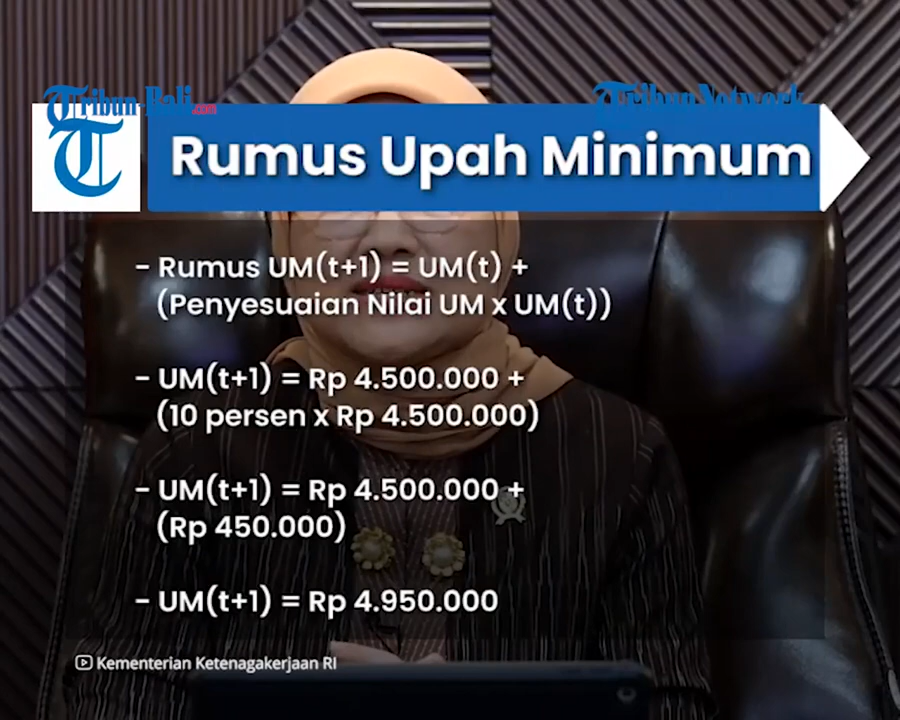 Tribun-Bali.com
TribunNetwork
T
Rumus Upah Minimum
- Rumus UM(t+1) = UM(t) +
(Penyesuaian Nilai UM x UM(t))
- UM(t+1) = Rp 4.500.000 +
(10 persen x Rp 4.500.000)
- UM(t+1) = Rp 4.500.000 +
(Rp 450.000)
- UM(t+1) = Rp 4.950.000
Kementerian Ketenagakerjaan RI